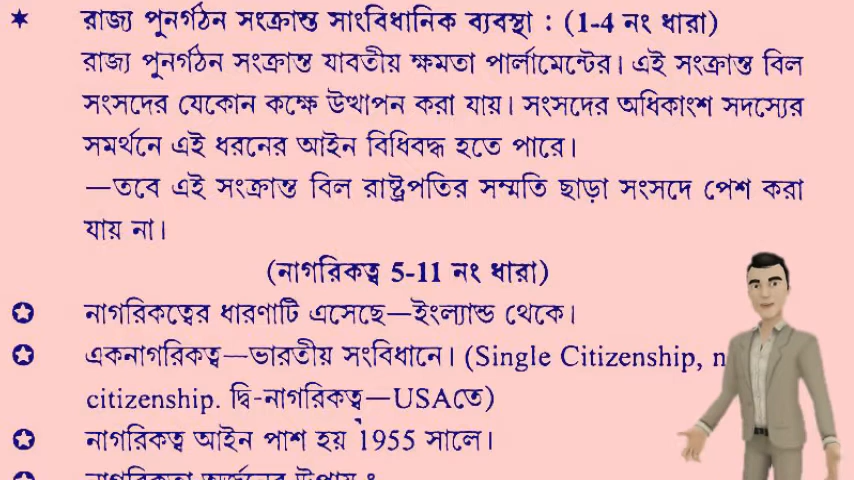 ✶ রাজ্য পুনর্গঠন সংক্রান্ত সাংবিধানিক ব্যবস্থা : (1-4 নং ধারা)
রাজ্য পুনর্গঠন সংক্রান্ত যাবতীয় ক্ষমতা পার্লামেন্টের। এই সংক্রান্ত বিল
সংসদের যেকোন কক্ষে উত্থাপন করা যায়। সংসদের অধিকাংশ সদস্যের
সমর্থনে এই ধরনের আইন বিধিবদ্ধ হতে পারে।
—তবে এই সংক্রান্ত বিল রাষ্ট্রপতির সম্মতি ছাড়া সংসদে পেশ করা
যায় না।
(নাগরিকত্ব 5-11 নং ধারা)
✪ নাগরিকত্বের ধারণাটি এসেছে—ইংল্যান্ড থেকে।
✪ একনাগরিকত্ব—ভারতীয় সংবিধানে। (Single Citizenship,
citizenship. দ্বি-নাগরিকত্ব—USAতে)
✪ নাগরিকত্ব আইন পাশ হয় 1955 সালে।